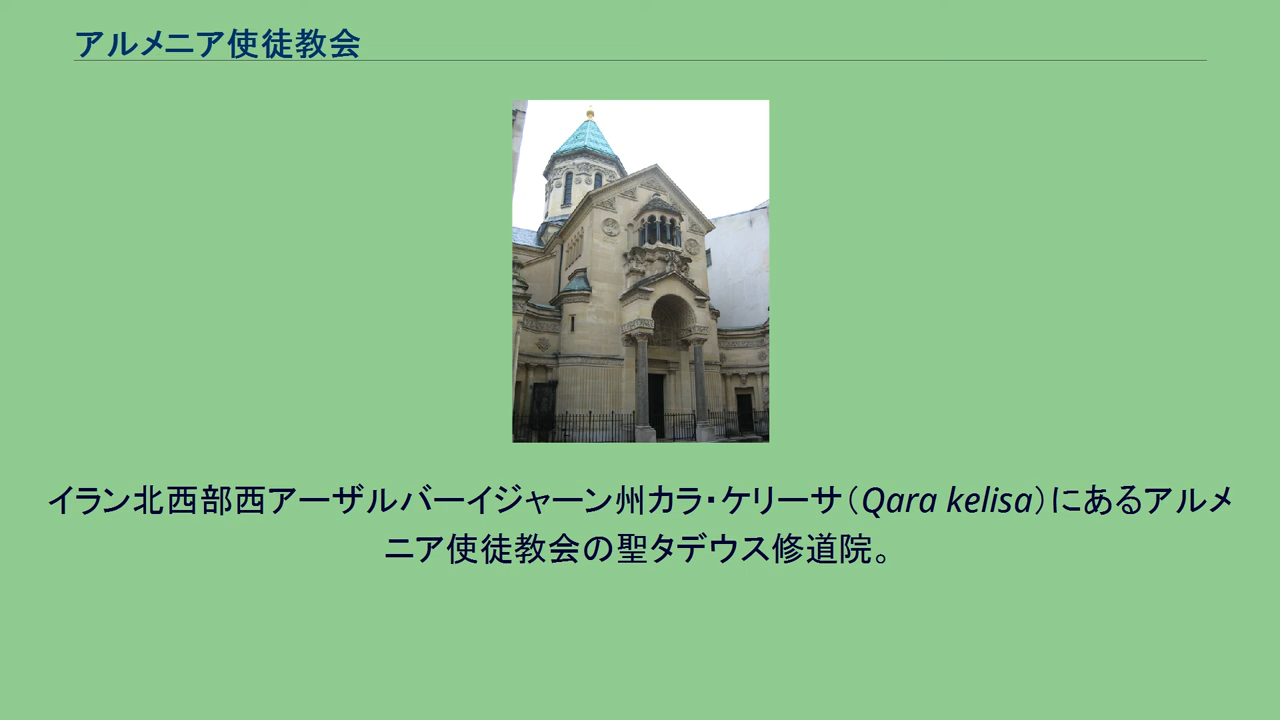 アルメニア使徒教会
イラン北西部西アーザルバーイジャーン州カラ・ケリーサ（Qara kelisa）にあるアルメ
ニア使徒教会の聖タデウス修道院。